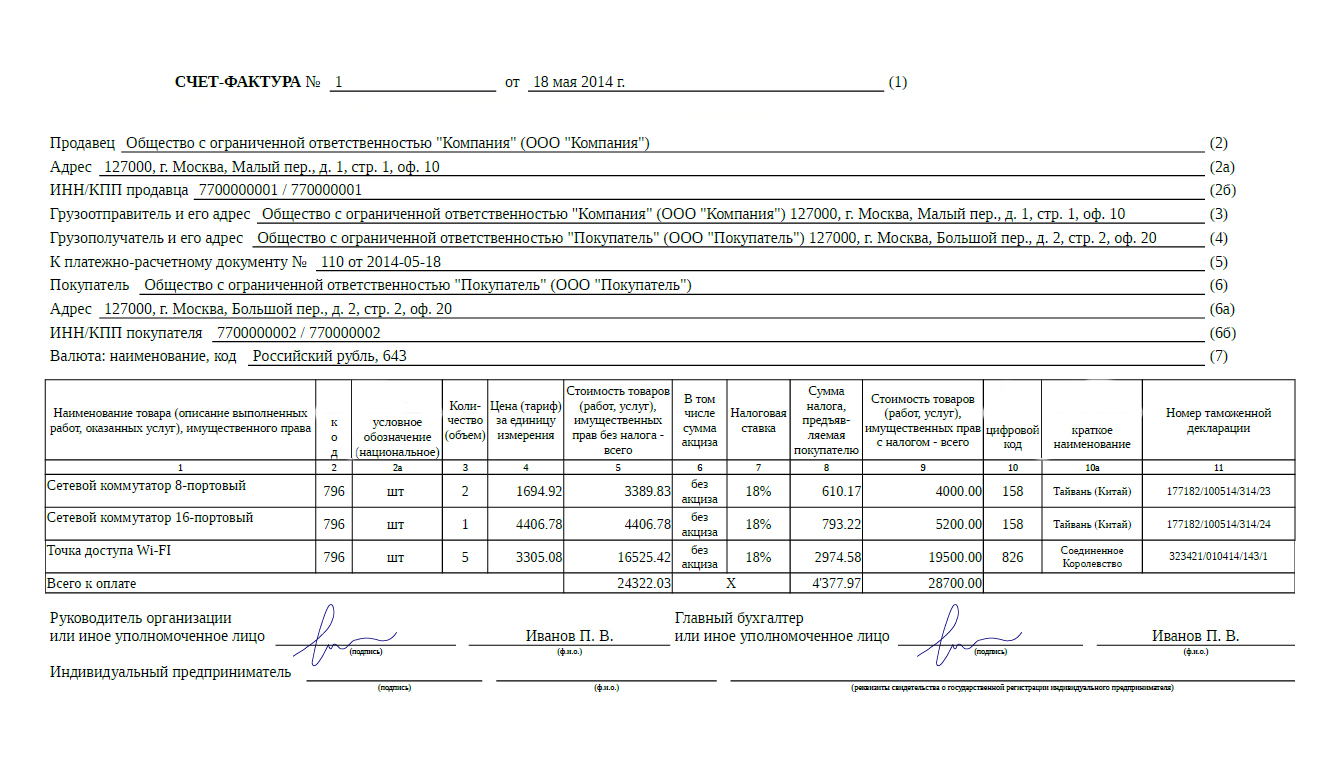 СЧЕТ-ФАКТУРА № 1 от 18 мая 2014 г. (1)
Продавец Общество с ограниченной ответственностью "Компания" (ООО "Компания") (2)
Адрес 127000, г. Москва, Малый пер., д. 1, стр. 1, оф. 10 (2а)
ИНН/КПП продавца 7700000001 / 770000001 (2б)
Грузоотправитель и его адрес Общество с ограниченной ответственностью "Компания" (ООО "Компания") 127000, г. Москва, Малый пер., д. 1, стр. 1, оф. 10 (3)
Грузополучатель и его адрес Общество с ограниченной ответственностью "Покупатель" (ООО "Покупатель") 127000, г. Москва, Большой пер., д. 2, стр. 2, оф. 20 (4)
К платежно-расчетному документу № 110 от 2014-05-18 (5)
Покупатель Общество с ограниченной ответственностью "Покупатель" (ООО "Покупатель") (6)
Адрес 127000, г. Москва, Большой пер., д. 2, стр. 2, оф. 20 (6а)
ИНН/КПП покупателя 7700000002 / 770000002 (6б)
Валюта: наименование, код Российский рубль, 643 (7)
Наименование товара (описание выполненных
работ, оказанных услуг), имущественного права
к
о
д
условное
обозначение
(национальное)
Коли-
чество
(объем)
Цена (тариф)
за единицу
измерения
Стоимость товаров
(работ, услуг),
имущественных
прав без налога -
всего
В том
числе
сумма
акциза
Налоговая
ставка
Сумма
налога,
предъяв-
ляемая
покупателю
Стоимость товаров
(работ, услуг),
имущественных прав
с налогом - всего
цифровой
код
краткое
наименование
Номер таможенной
декларации
1 2 2а 3 4 5 6 7 8 9 10 10а 11
Сетевой коммутатор 8-портовый 796 шт 2 1694.92 3389.83 без
акциза 18% 610.17 4000.00 158 Тайвань (Китай) 177182/100514/314/23
Сетевой коммутатор 16-портовый 796 шт 1 4406.78 4406.78 без
акциза 18% 793.22 5200.00 158 Тайвань (Китай) 177182/100514/314/24
Точка доступа Wi-FI 796 шт 5 3305.08 16525.42 без
акциза 18% 2974.58 19500.00 826 Соединенное
Королевство 323421/010414/143/1
Всего к оплате 24322.03 X 4'377.97 28700.00
Руководитель организации
или иное уполномоченное лицо Иванов П. В.
(подпись) (ф.и.о.)
Главный бухгалтер
или иное уполномоченное лицо Иванов П. В.
(подпись) (ф.и.о.)
Индивидуальный предприниматель
(подпись) (ф.и.о.) (реквизиты свидетельства о государственной регистрации индивидуального предпринимателя)